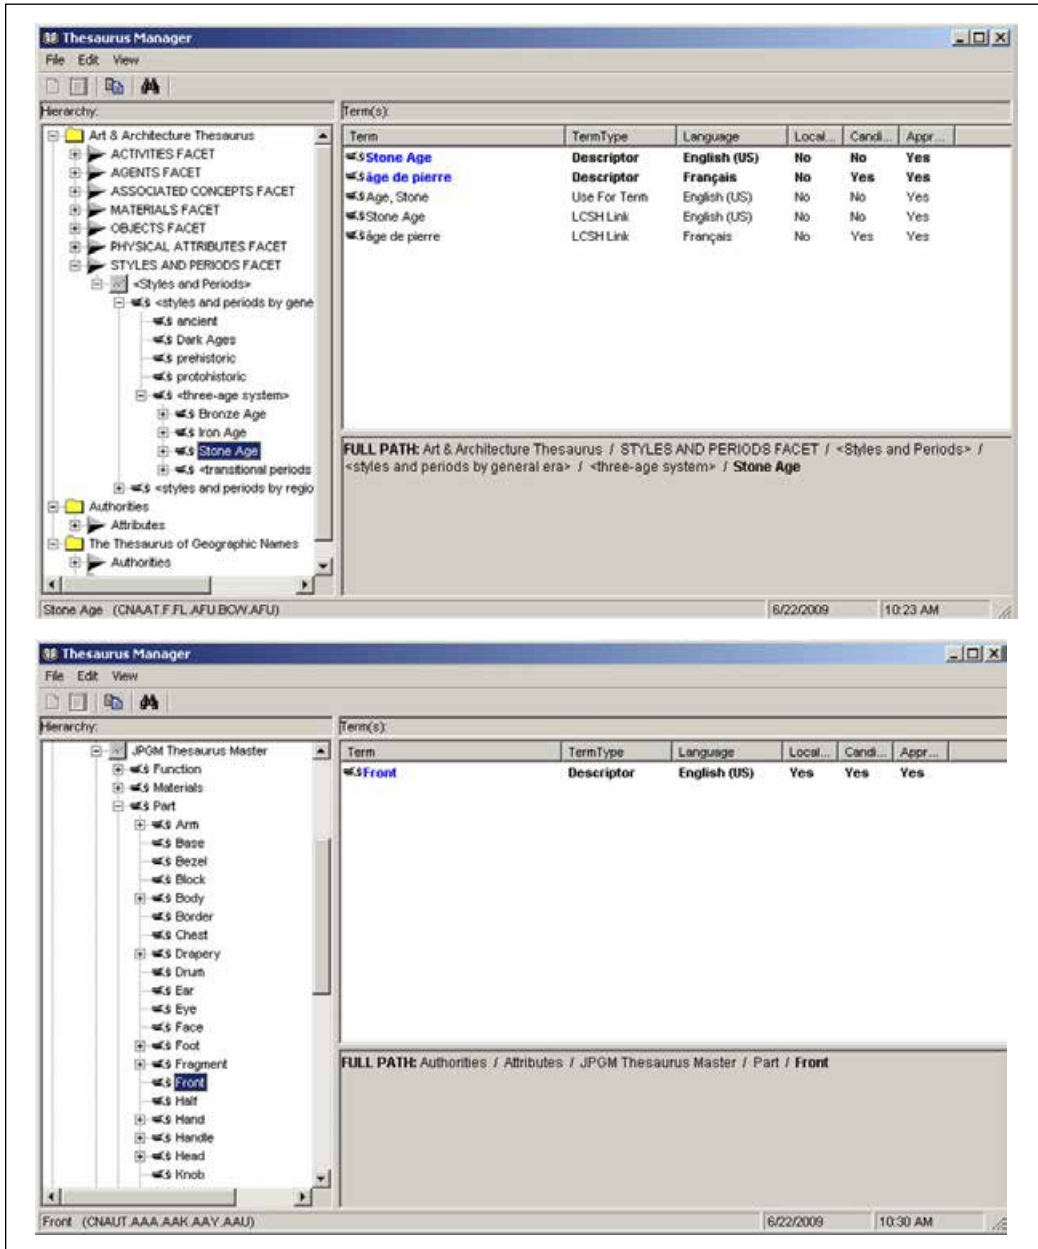 Thesaurus Manager
File Edit View
Hierarchy:
Term(s):
Art & Architecture Thesaurus
ACTIVITIES FACET
AGENTS FACET
ASSOCIATED CONCEPTS FACET
MATERIALS FACET
OBJECTS FACET
PHYSICAL ATTRIBUTES FACET
STYLES AND PERIODS FACET
<Styles and Periods>
<styles and periods by gene
ancient
Dark Ages
prehistoric
protohistoric
<three-age system>
Bronze Age
Iron Age
Stone Age
<transitional periods
<styles and periods by regio
Authorities
Attributes
The Thesaurus of Geographic Names
Authorities
Term TermType Language Local... Candi... Appr...
Stone Age Descriptor English (US) No No Yes
âge de pierre Descriptor Français No Yes Yes
Age, Stone Use For Term English (US) No No Yes
Stone Age LCSH Link English (US) No No Yes
âge de pierre LCSH Link Français No Yes Yes
FULL PATH: Art & Architecture Thesaurus / STYLES AND PERIODS FACET / <Styles and Periods> /
<styles and periods by general era> / <three-age system> / Stone Age
Stone Age (CNAAT.F.FL.AFU.BCW.AFU) 6/22/2009 10:23 AM
Thesaurus Manager
File Edit View
Hierarchy:
Term(s):
JPGM Thesaurus Master
Function
Materials
Part
Arm
Base
Bezel
Block
Body
Border
Chest
Drapery
Drum
Ear
Eye
Face
Foot
Fragment
Front
Half
Hand
Handle
Head
Knob
Term TermType Language Local... Candi... Appr...
Front Descriptor English (US) Yes Yes Yes
FULL PATH: Authorities / Attributes / JPGM Thesaurus Master / Part / Front
Front (CNAUT.AAA.AAK.AAY.AAU) 6/22/2009 10:30 AM